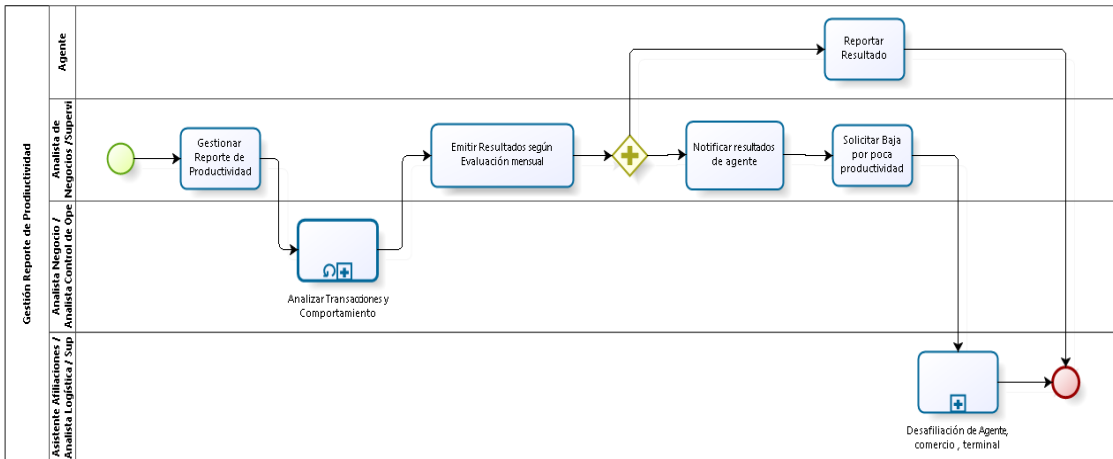 Gestión Reporte de Prodiuctividad
Agente
Reportar
Resultado
Analista de
Negocios /Supervi
Gestionar
Reporte de
Productividad
Emitir Resultados según
Evaluación mensual
Notificar resultados
de agente
Solicitar Baja
por poca
productividad
Analista Negocio /
Analista Control de Ope
Analizar Transacciones y
Comportamiento
Asistente Afiliaciones /
Analista Logística / Sup
Desafiliación de Agente,
comercio , terminal